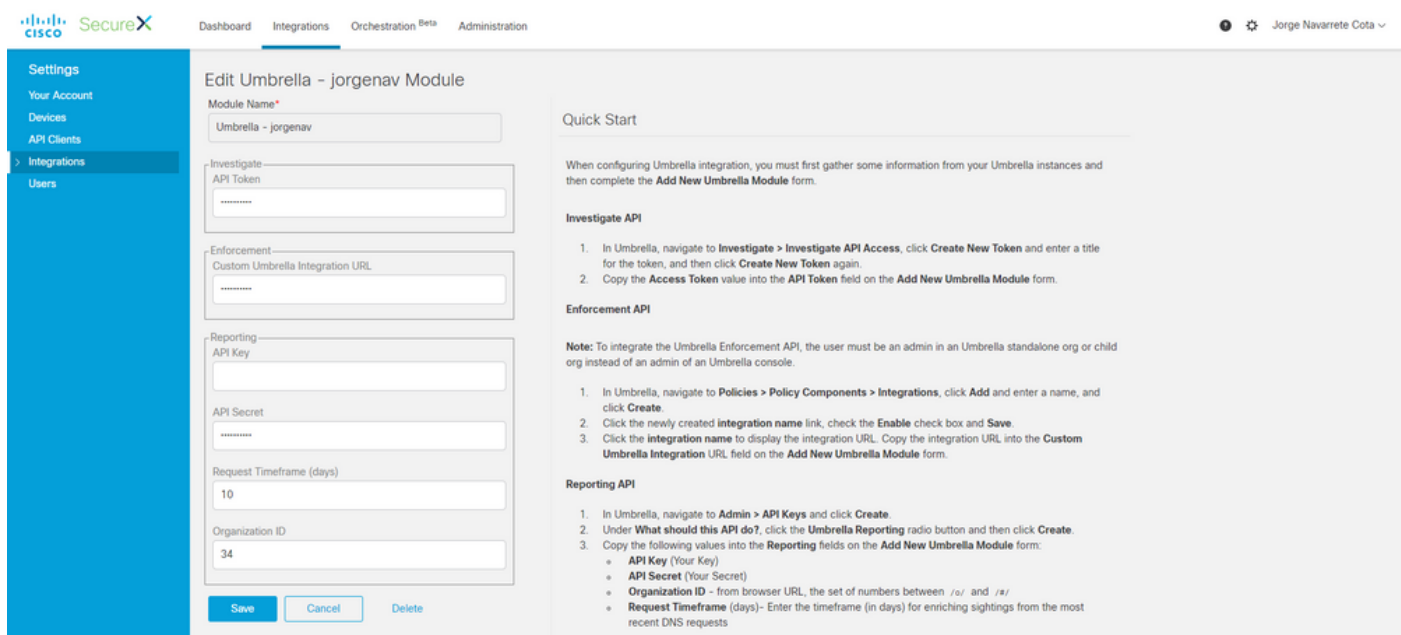 cisco SecureX
Dashboard Integrations Orchestration Beta Administration
? Jorge Navarrete Cota
Settings
Your Account
Devices
API Clients
Integrations
Users
Edit Umbrella - jorgenav Module
Module Name*
Umbrella - jorgenav
Investigate
API Token
••••••••••
Enforcement
Custom Umbrella Integration URL
••••••••••
Reporting
API Key
API Secret
••••••••••
Request Timeframe (days)
10
Organization ID
34
Save Cancel Delete
Quick Start
When configuring Umbrella integration, you must first gather some information from your Umbrella instances and
then complete the Add New Umbrella Module form.
Investigate API
1. In Umbrella, navigate to Investigate > Investigate API Access, click Create New Token and enter a title
for the token, and then click Create New Token again.
2. Copy the Access Token value into the API Token field on the Add New Umbrella Module form.
Enforcement API
Note: To integrate the Umbrella Enforcement API, the user must be an admin in an Umbrella standalone org or child
org instead of an admin of an Umbrella console.
1. In Umbrella, navigate to Policies > Policy Components > Integrations, click Add and enter a name, and
click Create.
2. Click the newly created integration name link, check the Enable check box and Save.
3. Click the integration name to display the integration URL. Copy the integration URL into the Custom
Umbrella Integration URL field on the Add New Umbrella Module form.
Reporting API
1. In Umbrella, navigate to Admin > API Keys and click Create.
2. Under What should this API do?, click the Umbrella Reporting radio button and then click Create.
3. Copy the following values into the Reporting fields on the Add New Umbrella Module form:
API Key (Your Key)
API Secret (Your Secret)
Organization ID - from browser URL, the set of numbers between /o/ and /#/
Request Timeframe (days)- Enter the timeframe (in days) for enriching sightings from the most
recent DNS requests